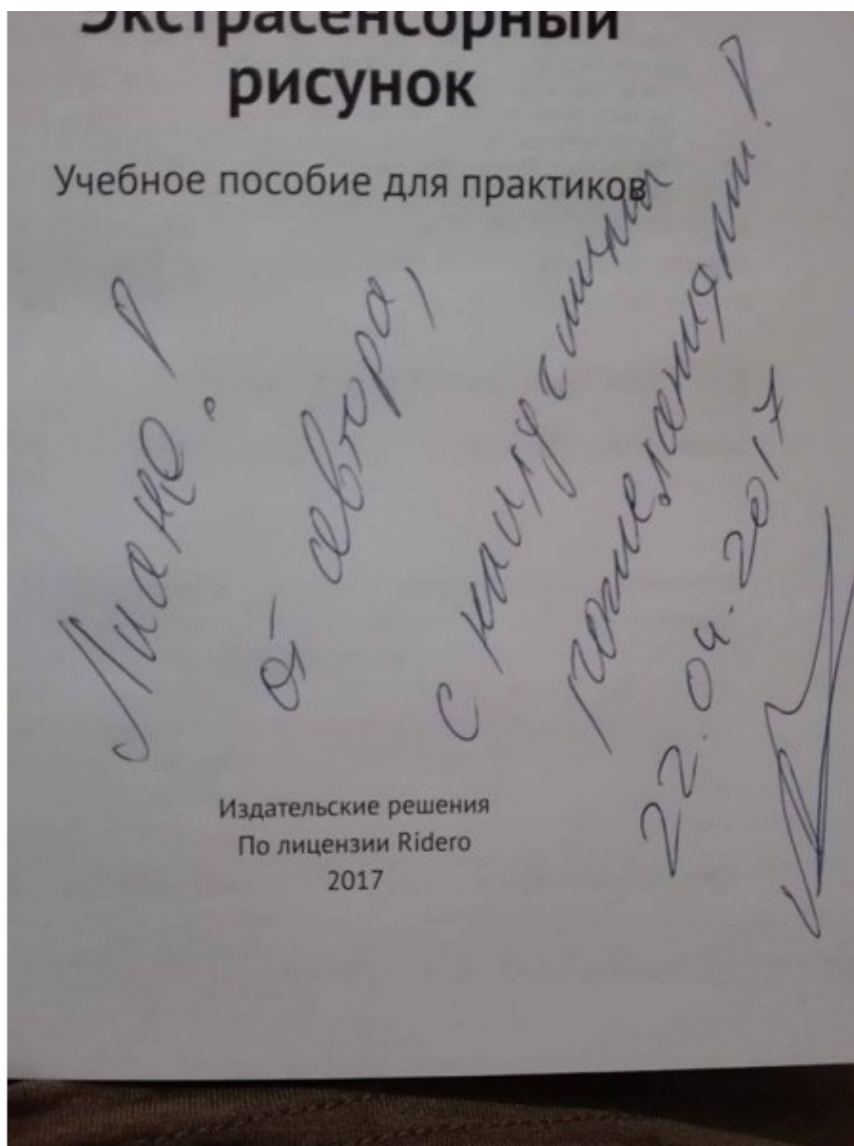 Экстрасенсорный
рисунок
Учебное пособие для практиков
Лиане!
от автора,
с наилучшими
пожеланиями!
22.04.2017
Издательские решения
По лицензии Ridero
2017